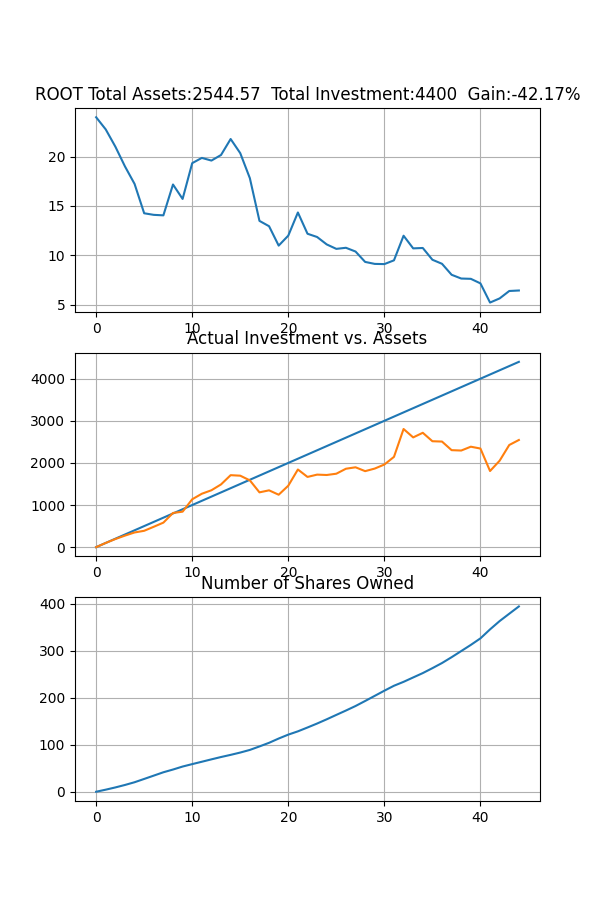 ROOT Total Assets:2544.57  Total Investment:4400  Gain:-42.17%
20
15
10
5
0 10 20 30 40
Actual Investment vs. Assets
4000
3000
2000
1000
0
0 10 20 30 40
Number of Shares Owned
400
300
200
100
0
0 10 20 30 40